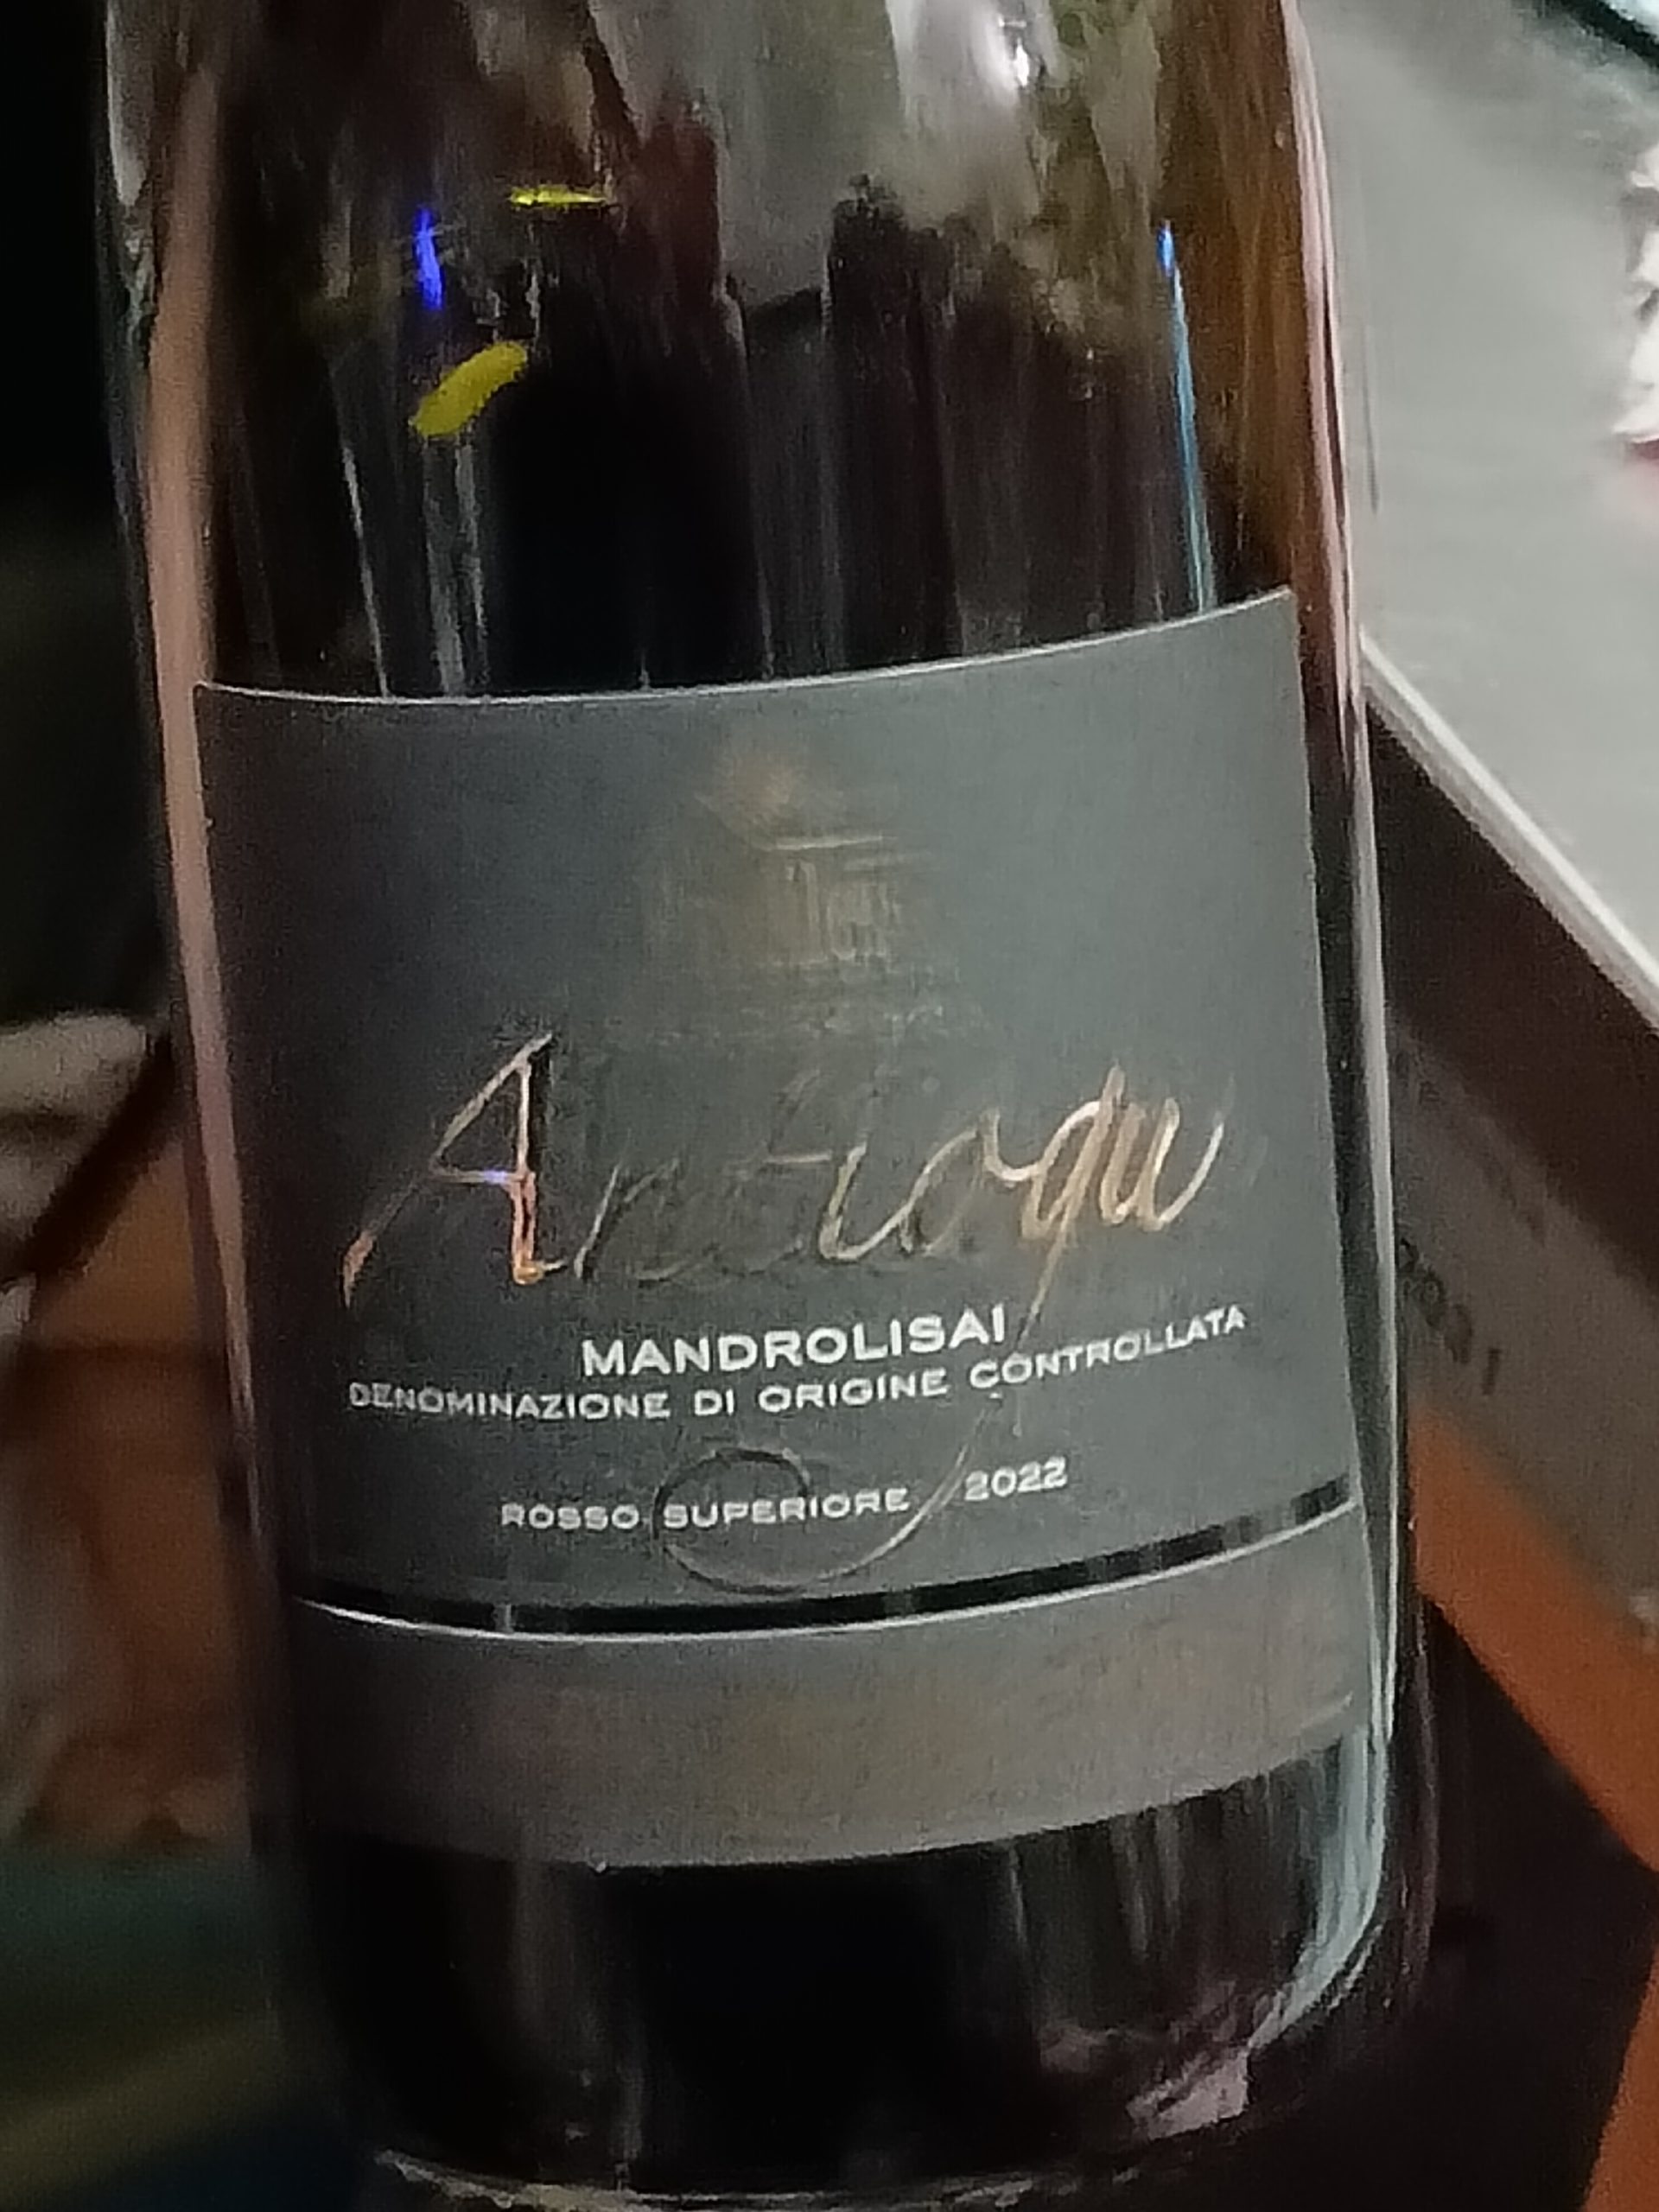 Antiogu
MANDROLISAI
DENOMINAZIONE DI ORIGINE CONTROLLATA
ROSSO SUPERIORE 2022